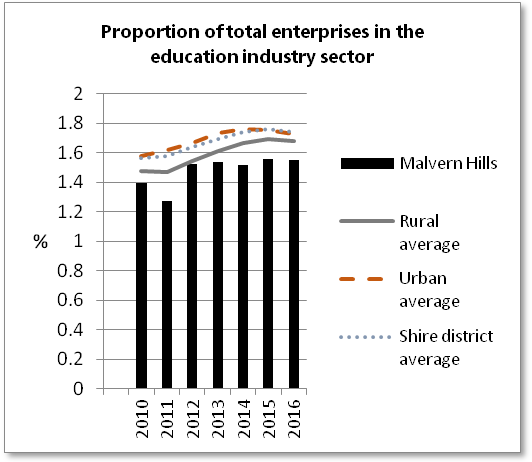 Proportion of total enterprises in the
education industry sector
2
1.8
1.6
1.4
1.2
1
0.8
0.6
0.4
0.2
0
%
2010
2011
2012
2013
2014
2015
2016
Malvern Hills
Rural
average
Urban
average
Shire district
average